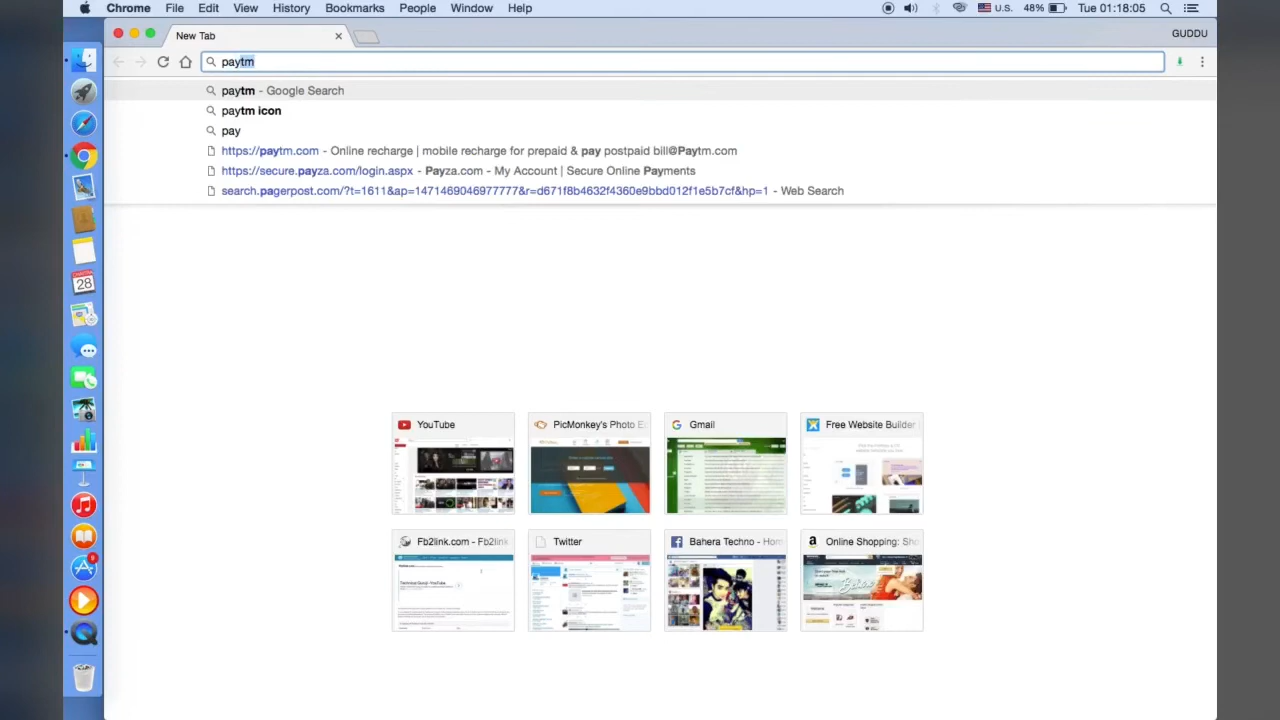 Chrome File Edit View History Bookmarks People Window Help U.S. 48% Tue 01:18:05
New Tab GUDDU
paytm
paytm - Google Search
paytm icon
pay
https://paytm.com - Online recharge | mobile recharge for prepaid & pay postpaid bill@Paytm.com
https://secure.payza.com/login.aspx - Payza.com - My Account | Secure Online Payments
search.pagerpost.com/?t=1611&ap=1471469046977777&r=d671f8b4632f4360e9bbd012f1e5b7cf&hp=1 - Web Search
28
YouTube PicMonkey's Photo E Gmail Free Website Builder
Fb2link.com - Fb2link Twitter Bahera Techno - Hom Online Shopping: Sho